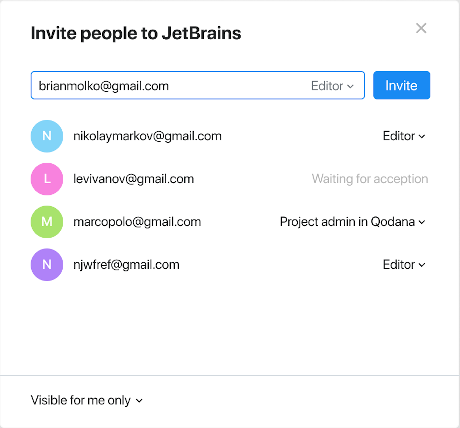 Invite people to JetBrains
brianmolko@gmail.com Editor Invite
N nikolaymarkov@gmail.com Editor
L levivanov@gmail.com Waiting for acception
M marcopolo@gmail.com Project admin in Qodana
N njwfref@gmail.com Editor
Visible for me only